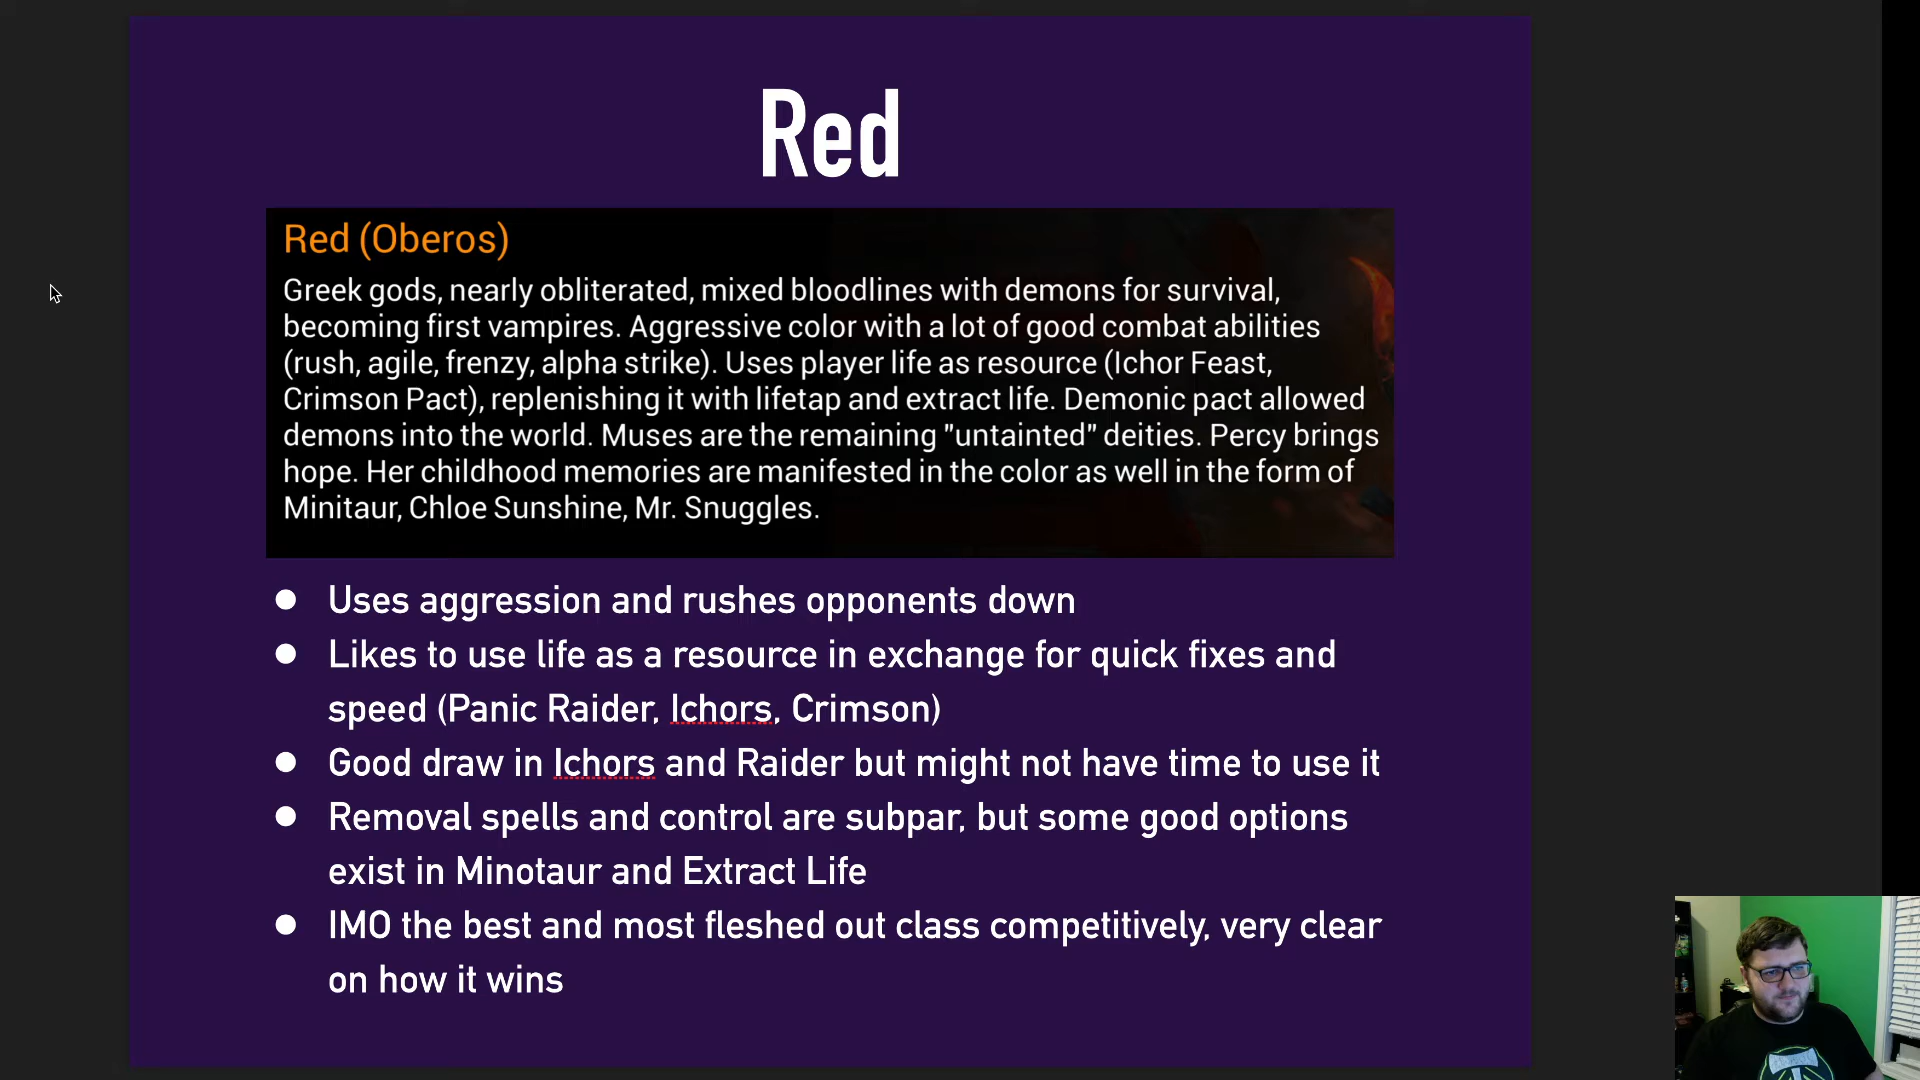 Red
Red (Oberos)
Greek gods, nearly obliterated, mixed bloodlines with demons for survival,
becoming first vampires. Aggressive color with a lot of good combat abilities
(rush, agile, frenzy, alpha strike). Uses player life as resource (Ichor Feast,
Crimson Pact), replenishing it with lifetap and extract life. Demonic pact allowed
demons into the world. Muses are the remaining "untainted" deities. Percy brings
hope. Her childhood memories are manifested in the color as well in the form of
Minitaur, Chloe Sunshine, Mr. Snuggles.
● Uses aggression and rushes opponents down
● Likes to use life as a resource in exchange for quick fixes and
speed (Panic Raider, Ichors, Crimson)
● Good draw in Ichors and Raider but might not have time to use it
● Removal spells and control are subpar, but some good options
exist in Minotaur and Extract Life
● IMO the best and most fleshed out class competitively, very clear
on how it wins